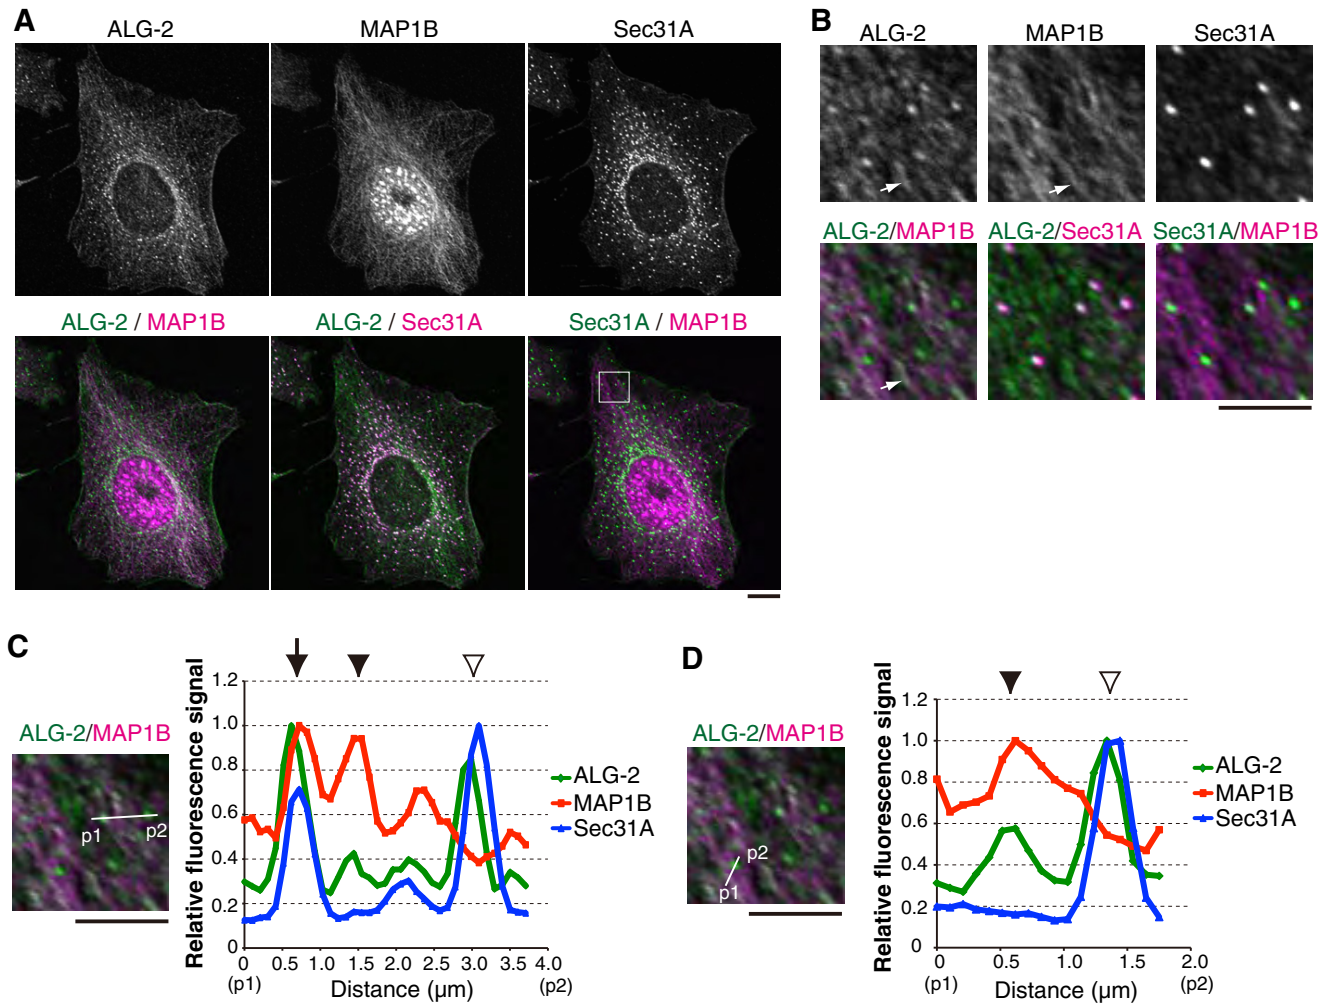 A
ALG-2 MAP1B Sec31A
ALG-2 / MAP1B ALG-2 / Sec31A Sec31A / MAP1B
B
ALG-2 MAP1B Sec31A
ALG-2/MAP1B ALG-2/Sec31A Sec31A/MAP1B
C
ALG-2/MAP1B
p1 p2
Relative fluorescence signal
1.2
1.0
0.8
0.6
0.4
0.2
0
0 0.5 1.0 1.5 2.0 2.5 3.0 3.5 4.0
(p1) (p2)
Distance (μm)
ALG-2
MAP1B
Sec31A
D
ALG-2/MAP1B
p2
p1
Relative fluorescence signal
1.2
1.0
0.8
0.6
0.4
0.2
0
0 0.5 1.0 1.5 2.0
(p1) (p2)
Distance (μm)
ALG-2
MAP1B
Sec31A